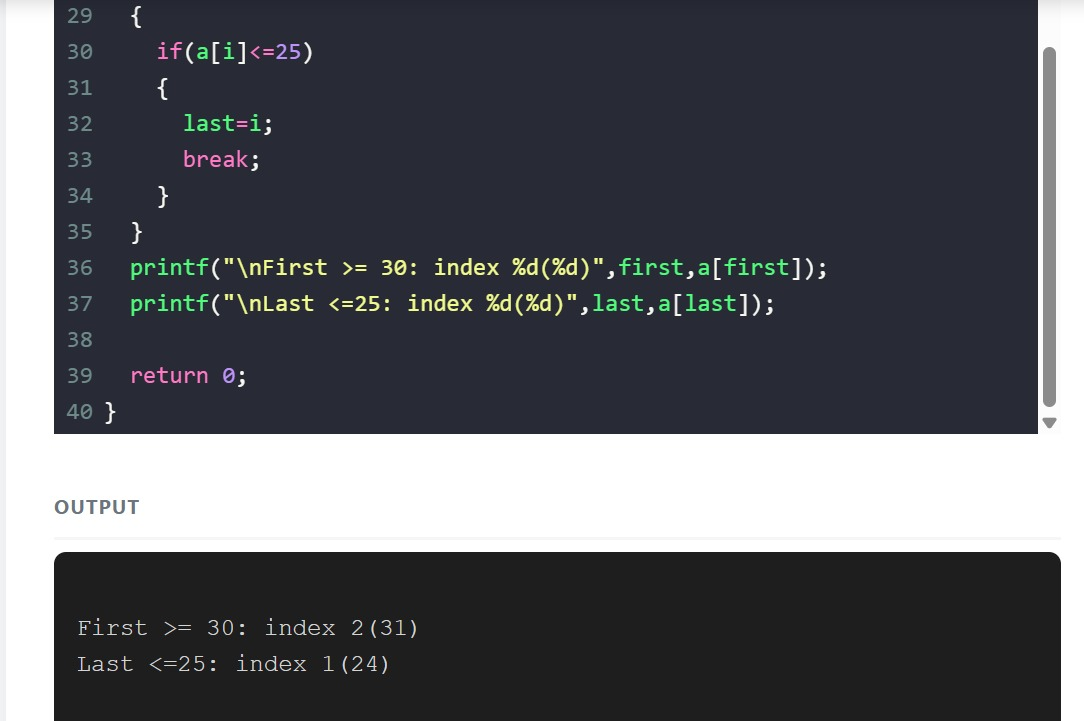 29 {
30 if(a[i]<=25)
31 {
32 last=i;
33 break;
34 }
35 }
36 printf("\nFirst >= 30: index %d(%d)",first,a[first]);
37 printf("\nLast <=25: index %d(%d)",last,a[last]);
38
39 return 0;
40 }
OUTPUT
First >= 30: index 2(31)
Last <=25: index 1(24)